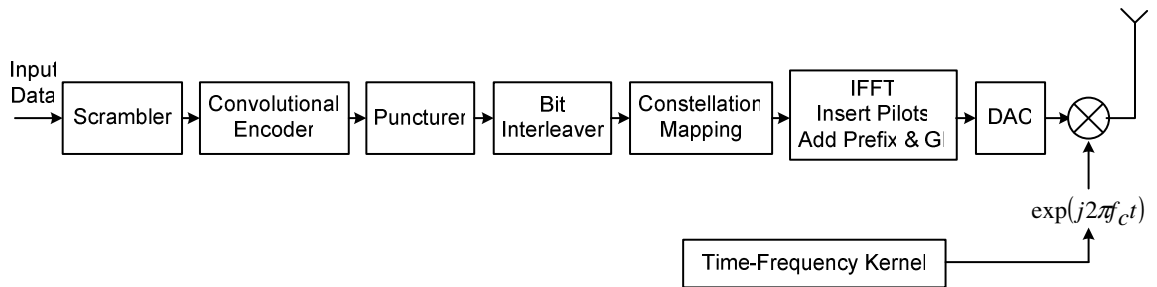 Input
Data
Scrambler
Convolutional
Encoder
Puncturer
Bit
Interleaver
Constellation
Mapping
IFFT
Insert Pilots
Add Prefix & GI
DAC
exp(j2πf_c t)
Time-Frequency Kernel